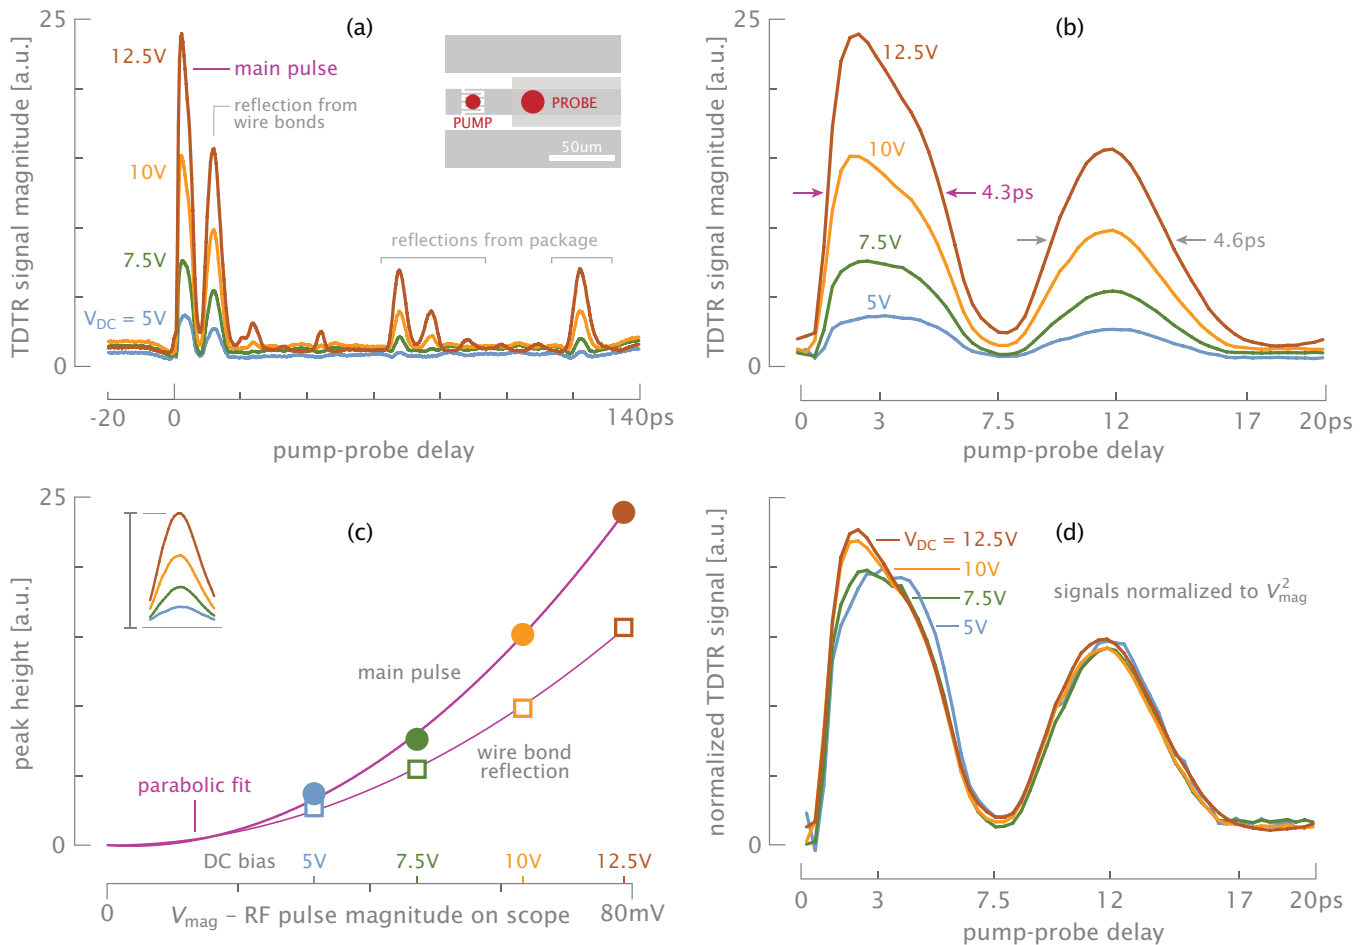 25
(a)
12.5V
main pulse
reflection from
wire bonds
PROBE
PUMP
50um
10V
7.5V
reflections from package
V_DC = 5V
TDTR signal magnitude [a.u.]
0
-20
0
140ps
pump-probe delay
25
(b)
12.5V
10V
4.3ps
7.5V
4.6ps
5V
TDTR signal magnitude [a.u.]
0
0
3
7.5
12
17
20ps
pump-probe delay
25
(c)
main pulse
peak height [a.u.]
wire bond
reflection
parabolic fit
0
DC bias
5V
7.5V
10V
12.5V
0
V_mag – RF pulse magnitude on scope
80mV
(d)
V_DC = 12.5V
10V
7.5V
5V
signals normalized to V²_mag
normalized TDTR signal [a.u.]
0
0
3
7.5
12
17
20ps
pump-probe delay